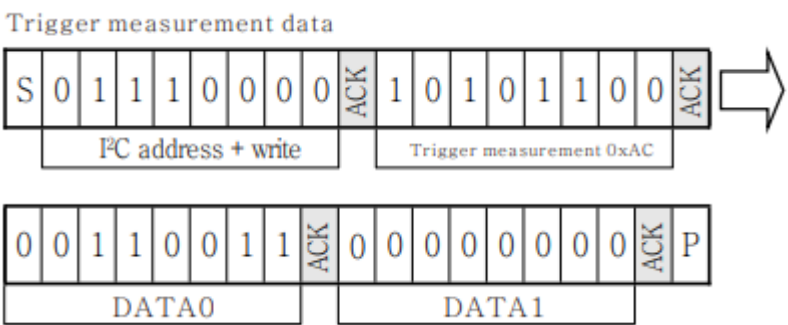 Trigger measurement data
S 0 1 1 1 0 0 0 0 ACK 1 0 1 0 1 1 0 0 ACK
I²C address + write Trigger measurement 0xAC
0 0 1 1 0 0 1 1 ACK 0 0 0 0 0 0 0 0 ACK P
DATA0 DATA1